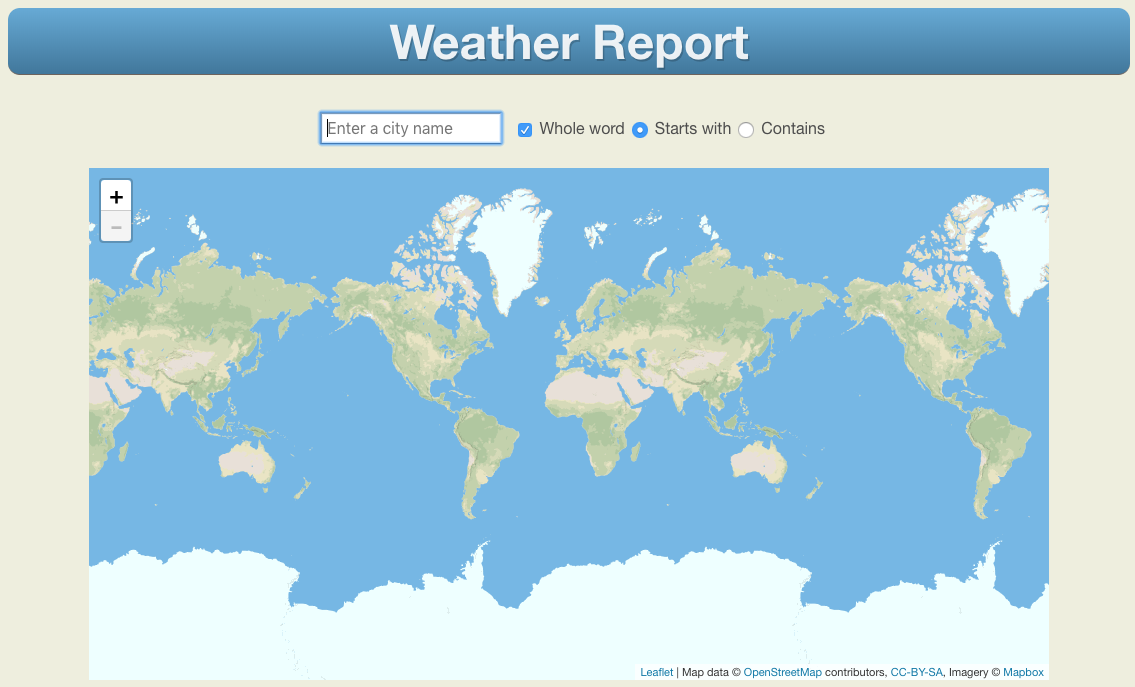 Weather Report
Enter a city name Whole word Starts with Contains
+
−
Leaflet | Map data © OpenStreetMap contributors, CC-BY-SA, Imagery © Mapbox